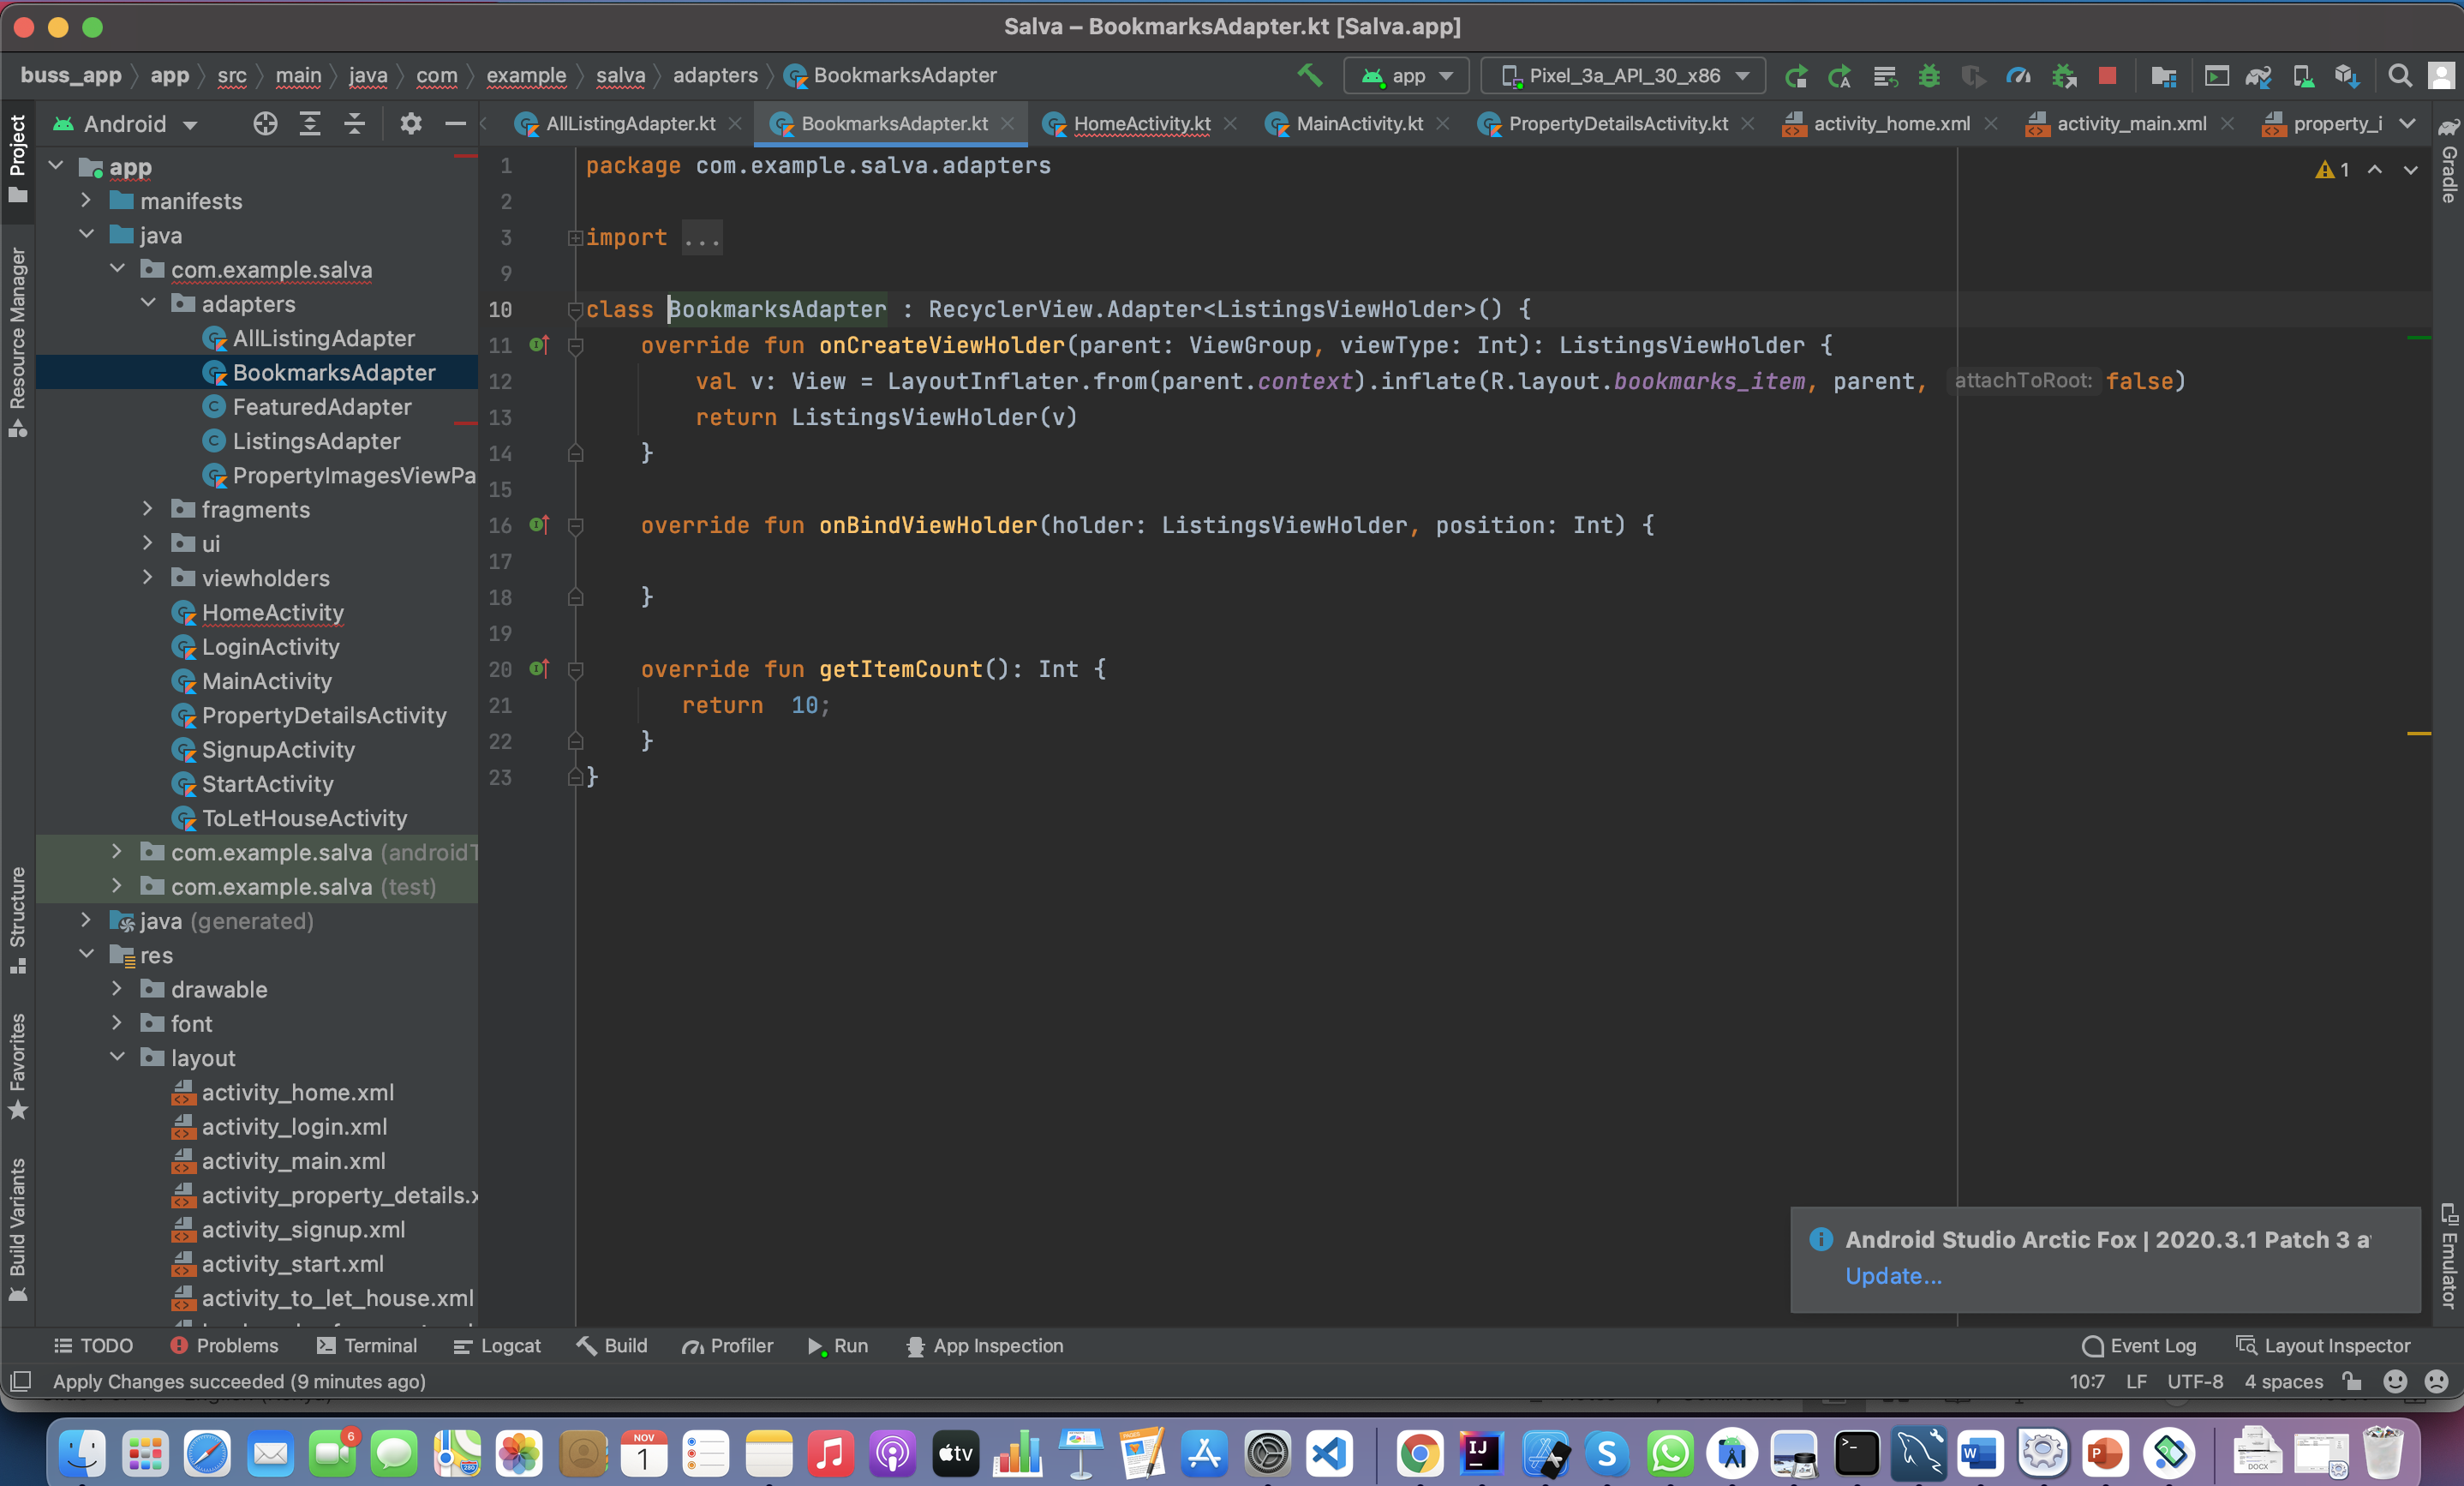 Salva – BookmarksAdapter.kt [Salva.app]
buss_app app src main java com example salva adapters BookmarksAdapter
app Pixel_3a_API_30_x86
Android
AllListingAdapter.kt BookmarksAdapter.kt HomeActivity.kt MainActivity.kt PropertyDetailsActivity.kt activity_home.xml activity_main.xml property_i
Project
Resource Manager
Structure
Favorites
Build Variants
app
manifests
java
com.example.salva
adapters
AllListingAdapter
BookmarksAdapter
FeaturedAdapter
ListingsAdapter
PropertyImagesViewPa
fragments
ui
viewholders
HomeActivity
LoginActivity
MainActivity
PropertyDetailsActivity
SignupActivity
StartActivity
ToLetHouseActivity
com.example.salva (androidT
com.example.salva (test)
java (generated)
res
drawable
font
layout
activity_home.xml
activity_login.xml
activity_main.xml
activity_property_details.x
activity_signup.xml
activity_start.xml
activity_to_let_house.xml
1 package com.example.salva.adapters
2
3 import ...
9
10 class BookmarksAdapter : RecyclerView.Adapter<ListingsViewHolder>() {
11 override fun onCreateViewHolder(parent: ViewGroup, viewType: Int): ListingsViewHolder {
12 val v: View = LayoutInflater.from(parent.context).inflate(R.layout.bookmarks_item, parent, attachToRoot: false)
13 return ListingsViewHolder(v)
14 }
15
16 override fun onBindViewHolder(holder: ListingsViewHolder, position: Int) {
17
18 }
19
20 override fun getItemCount(): Int {
21 return 10;
22 }
23 }
1
Gradle
Emulator
Android Studio Arctic Fox | 2020.3.1 Patch 3 a
Update...
TODO Problems Terminal Logcat Build Profiler Run App Inspection Event Log Layout Inspector
Apply Changes succeeded (9 minutes ago) 10:7 LF UTF-8 4 spaces
6
NOV
1
280
PAGES
tv
IJ
S
W
P
DOCX